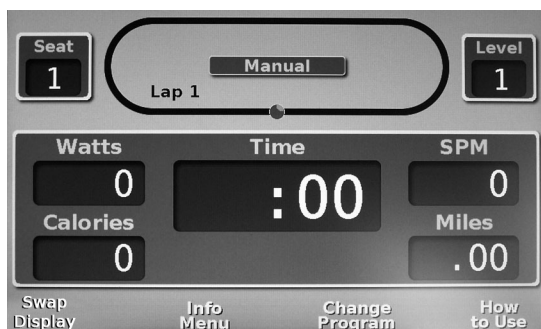 Seat
1
Manual
Lap 1
Level
1
Watts
0
Time
:00
SPM
0
Calories
0
Miles
.00
Swap
Display
Info
Menu
Change
Program
How
to Use